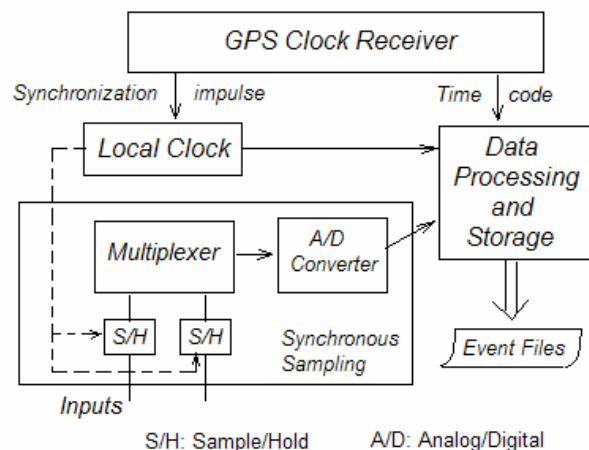 GPS Clock Receiver
Synchronization impulse
Time code
Local Clock
Data
Processing
and
Storage
Multiplexer
A/D
Converter
S/H
S/H
Synchronous
Sampling
Event Files
Inputs
S/H: Sample/Hold
A/D: Analog/Digital